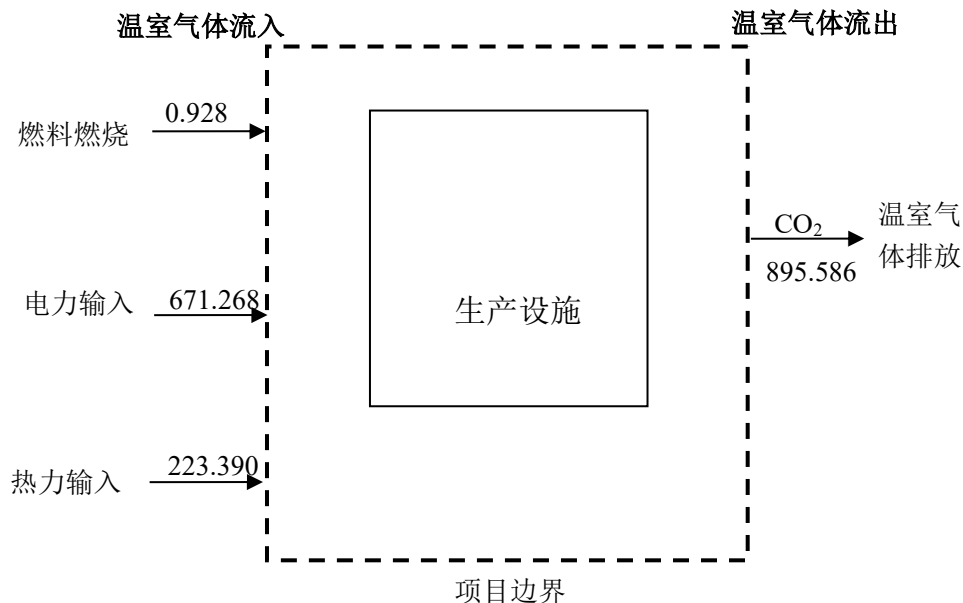 温室气体流入
温室气体流出
燃料燃烧
0.928
CO₂
895.586
温室气
体排放
电力输入
671.268
生产设施
热力输入
223.390
项目边界